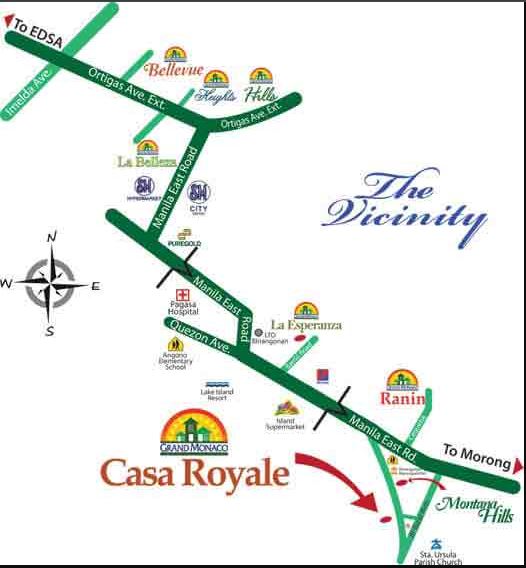 To EDSA
Imelda Ave.
Ortigas Ave. Ext.
Bellevue
Heights
Hills
Ortigas Ave. Ext.
La Belleza
SM
HYPERMARKET
SM
CITY
Manila East Road
PUREGOLD
The
Vicinity
N
W
E
S
Manila East
Road
Pagasa
Hospital
Quezon Ave.
LTO
Binangonan
La Esperanza
Angono
Elementary
School
Lake Island
Resort
Island
Supermarket
GRAND MONACO
Casa Royale
Ranin
Manila East Rd.
To Morong
Montana
Hills
Sta. Ursula
Parish Church